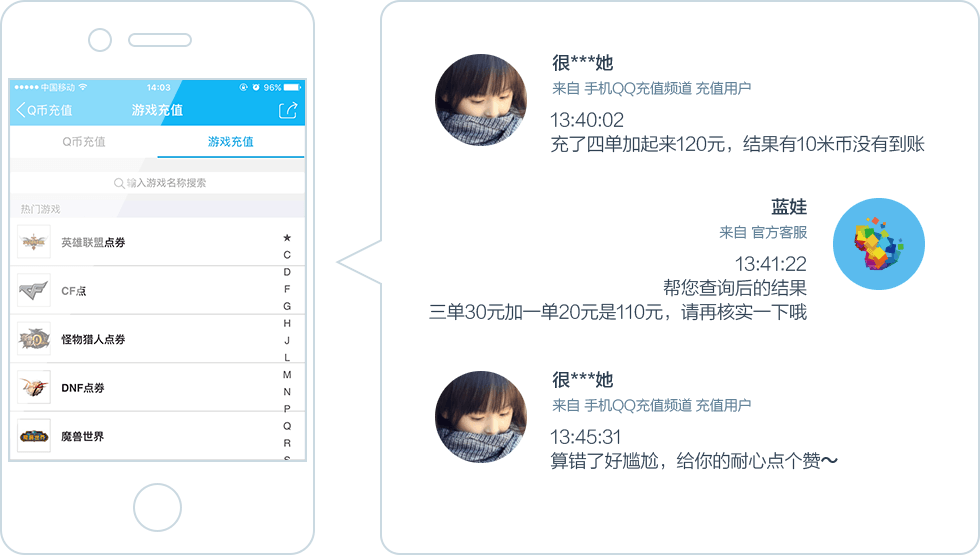 中国移动 14:03 96%
Q币充值 游戏充值
Q币充值 游戏充值
输入游戏名称搜索
热门游戏
英雄联盟点券
CF点
怪物猎人点券
DNF点券
魔兽世界
★
C
D
F
G
H
J
L
M
N
P
Q
R
S
很***她
来自 手机QQ充值频道 充值用户
13:40:02
充了四单加起来120元，结果有10米币没有到账
蓝娃
来自 官方客服
13:41:22
帮您查询后的结果
三单30元加一单20元是110元，请再核实一下哦
很***她
来自 手机QQ充值频道 充值用户
13:45:31
算错了好尴尬，给你的耐心点个赞～